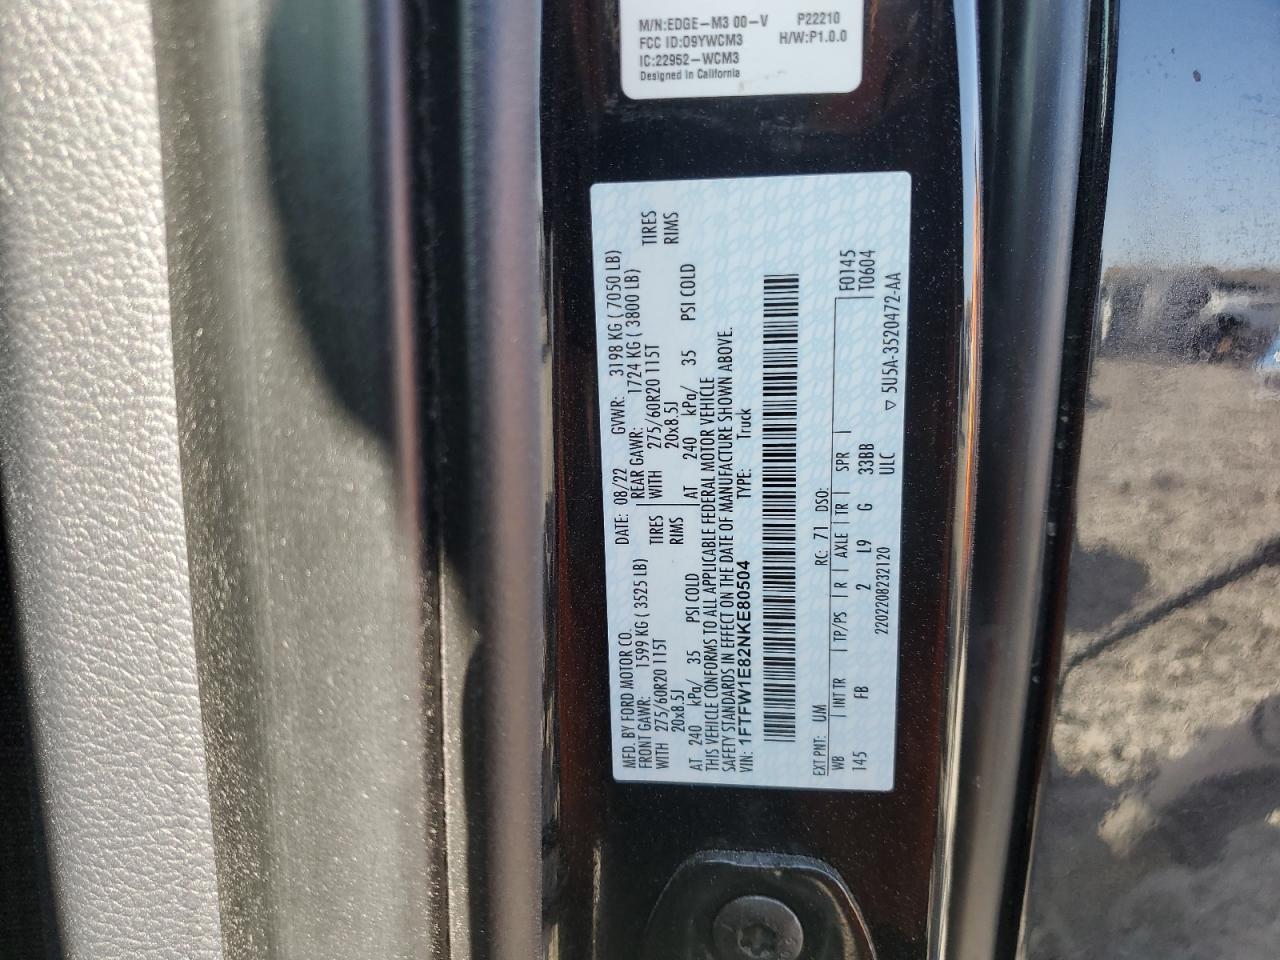 M/N:EDGE-M3 00-V P22210
FCC ID:O9YWCM3 H/W:P1.0.0
IC:22952-WCM3
Designed in California
MFD. BY FORD MOTOR CO. DATE: 08/22 GVWR: 3198 KG ( 7050 LB)
FRONT GAWR: 1599 KG ( 3525 LB) REAR GAWR: 1724 KG ( 3800 LB)
WITH 275/60R20 115T TIRES WITH 275/60R20 115T TIRES
20x8.5J RIMS 20x8.5J RIMS
AT 240 kPa/ 35 PSI COLD AT 240 kPa/ 35 PSI COLD
THIS VEHICLE CONFORMS TO ALL APPLICABLE FEDERAL MOTOR VEHICLE
SAFETY STANDARDS IN EFFECT ON THE DATE OF MANUFACTURE SHOWN ABOVE.
VIN: 1FTFW1E82NKE80504 TYPE: Truck
EXT PNT: UM RC: 71 DSO:
WB INT TR TP/PS R AXLE TR SPR F0145
145 FB 2 L9 G 33BB T0604
2202208232120 ULC ▽ 5U5A-3520472-AA